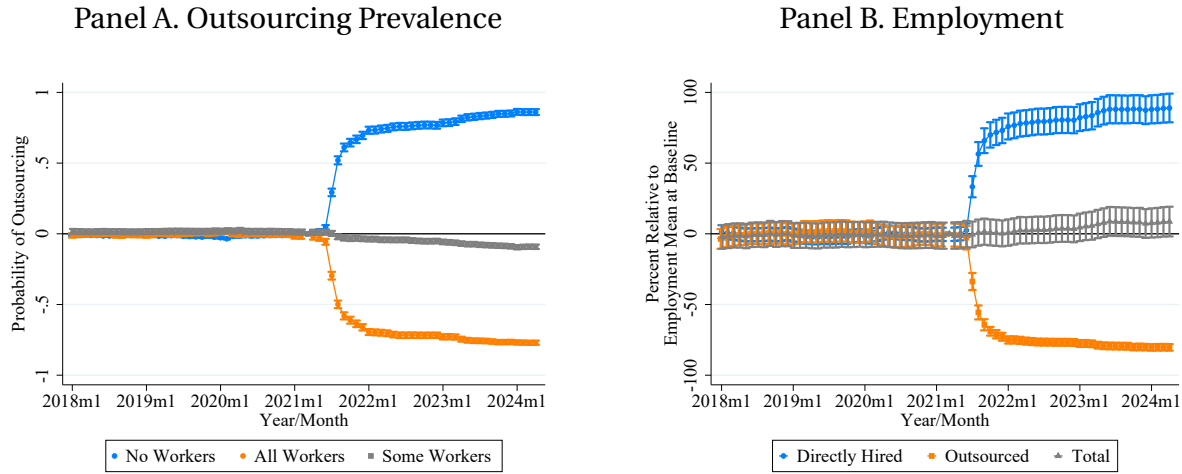 Panel A. Outsourcing Prevalence
Probability of Outsourcing
1
.5
0
-.5
-1
2018m1 2019m1 2020m1 2021m1 2022m1 2023m1 2024m1
Year/Month
No Workers All Workers Some Workers
Panel B. Employment
Percent Relative to
Employment Mean at Baseline
100
50
0
-50
-100
2018m1 2019m1 2020m1 2021m1 2022m1 2023m1 2024m1
Year/Month
Directly Hired Outsourced Total